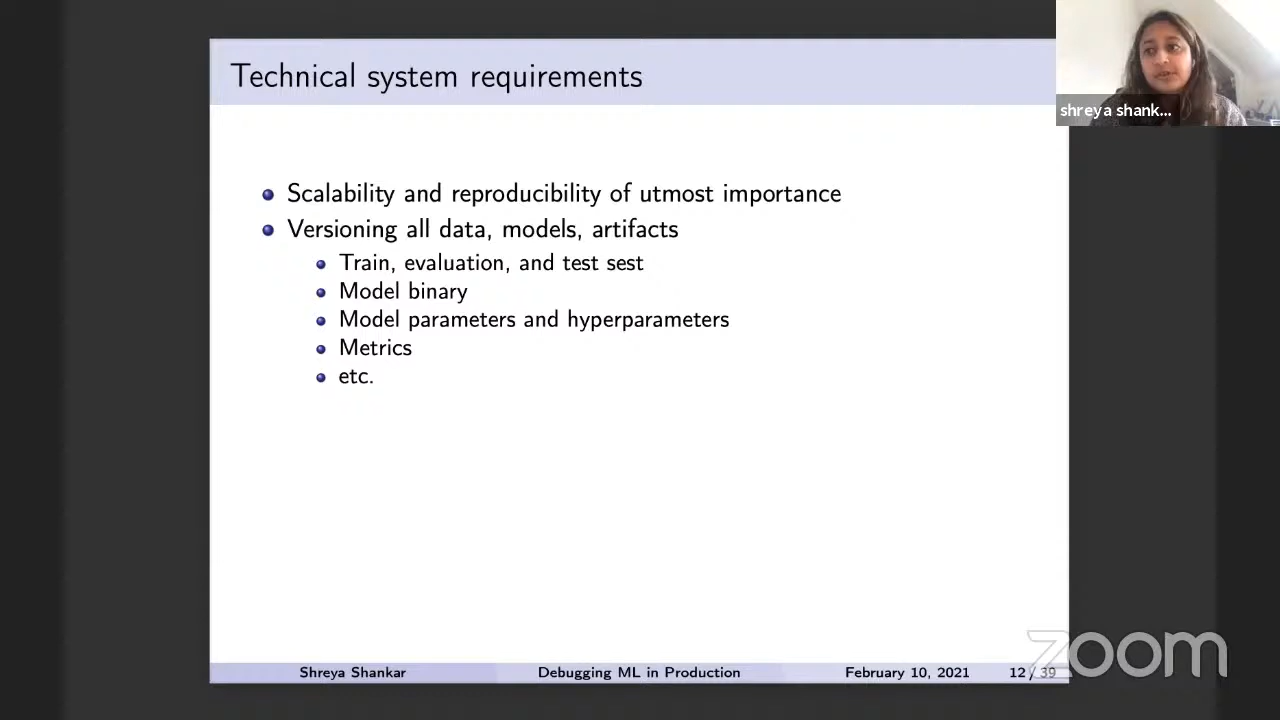 Technical system requirements
shreya shank...
Scalability and reproducibility of utmost importance
Versioning all data, models, artifacts
Train, evaluation, and test sest
Model binary
Model parameters and hyperparameters
Metrics
etc.
zoom
Shreya Shankar Debugging ML in Production February 10, 2021 12 / 39